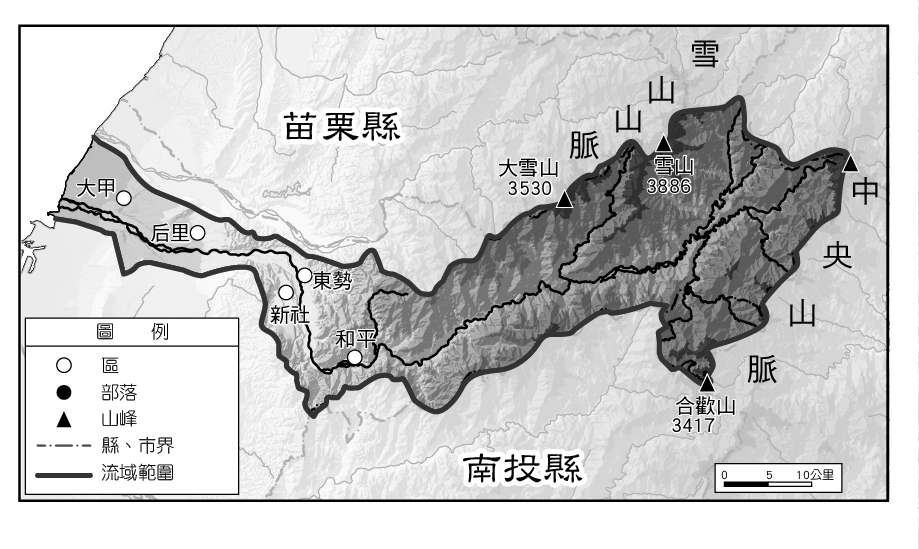 雪山山脈
苗栗縣
大雪山
3530
雪山
3886
中央山脈
大甲
后里
東勢
新社
和平
合歡山
3417
南投縣
圖 例
區
部落
山峰
縣、市界
流域範圍
0 5 10公里